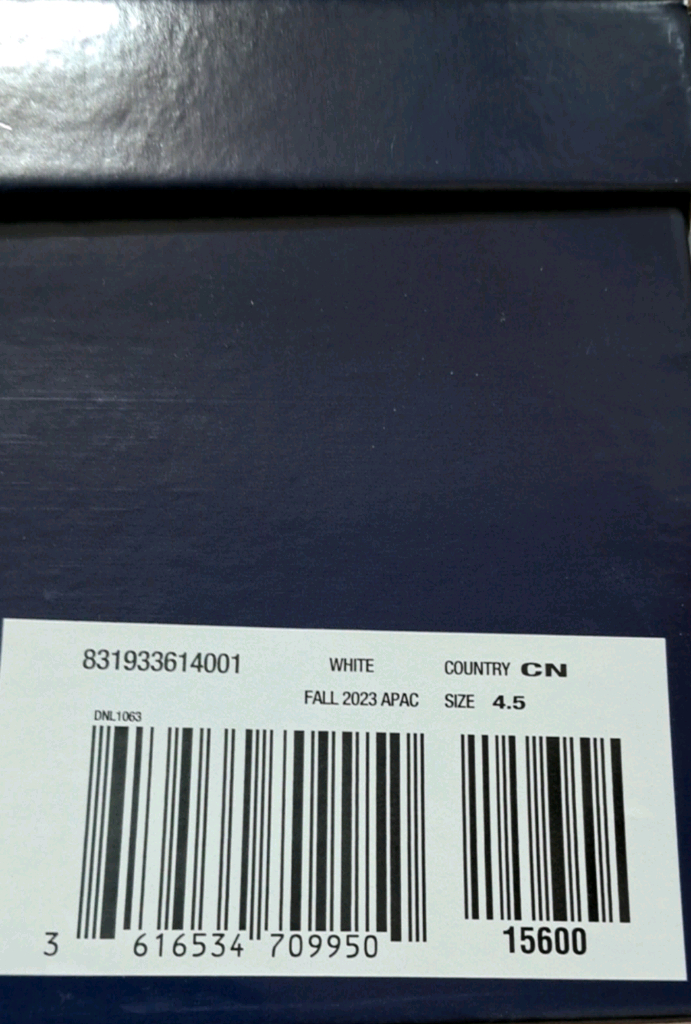 831933614001 WHITE COUNTRY CN
FALL 2023 APAC SIZE 4.5
DNL1063
3 616534 709950
15600